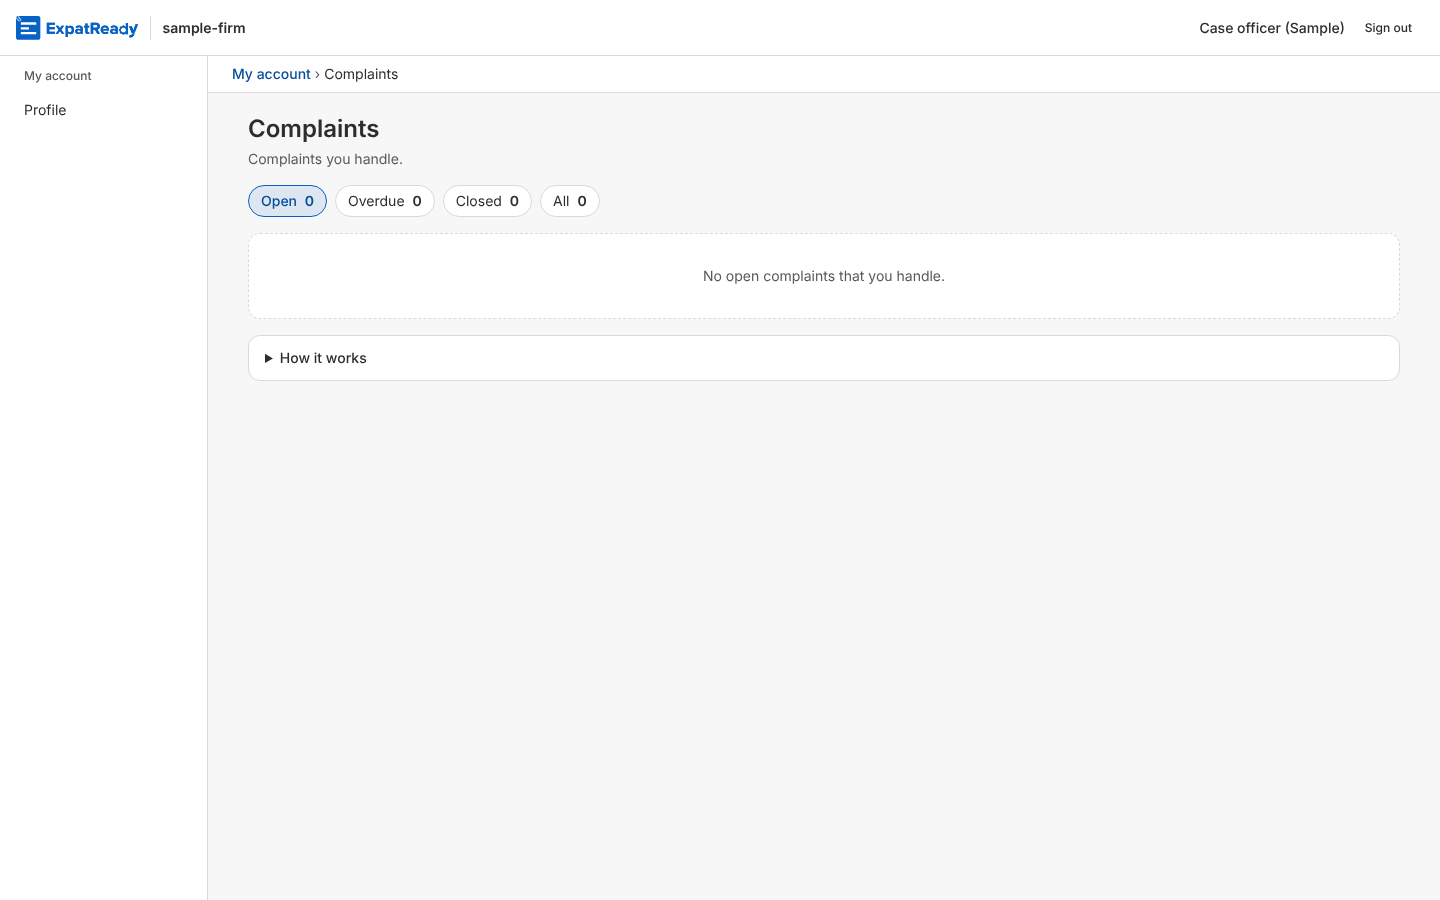 ExpatReady sample-firm Case officer (Sample) Sign out
My account
Profile
My account › Complaints
Complaints
Complaints you handle.
Open 0 Overdue 0 Closed 0 All 0
No open complaints that you handle.
How it works